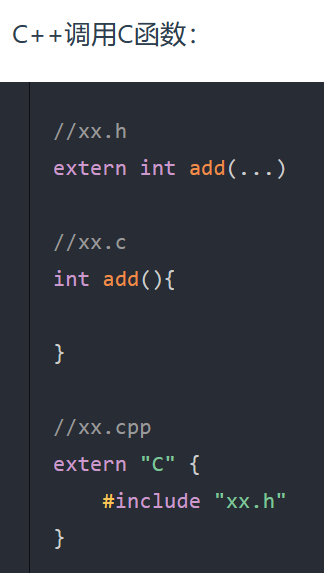 C++调用C函数：
//xx.h
extern int add(...)
//xx.c
int add(){
}
//xx.cpp
extern "C" {
#include "xx.h"
}